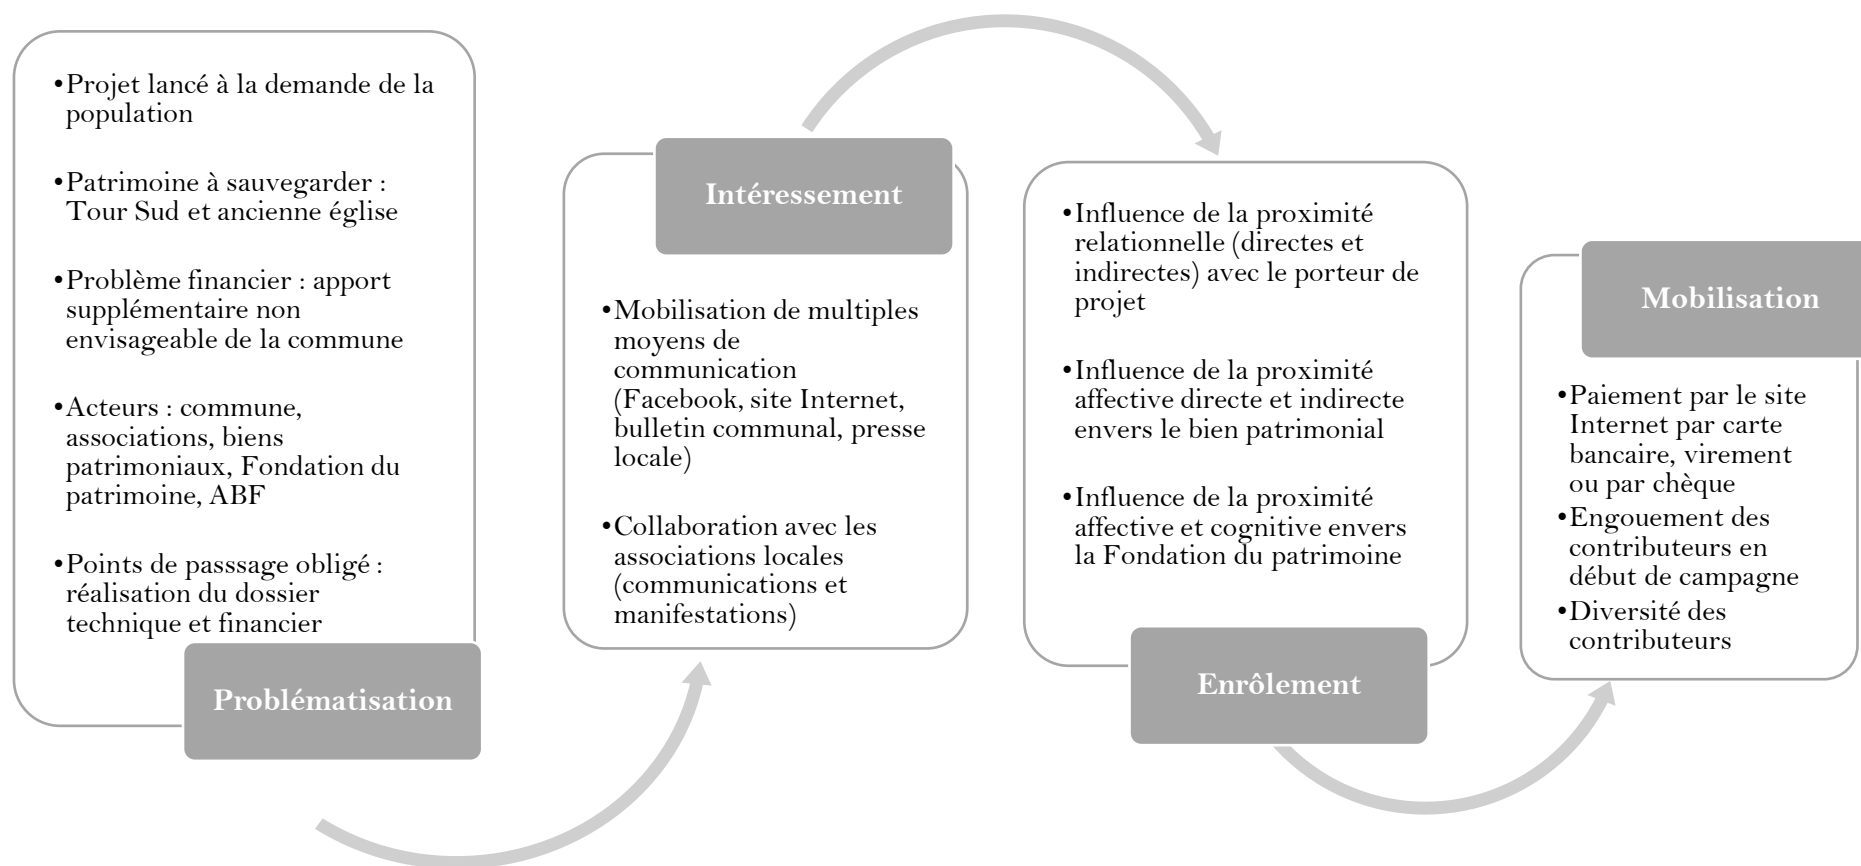 •Projet lancé à la demande de la
population
•Patrimoine à sauvegarder :
Tour Sud et ancienne église
•Problème financier : apport
supplémentaire non
envisageable de la commune
•Acteurs : commune,
associations, biens
patrimoniaux, Fondation du
patrimoine, ABF
•Points de passsage obligé :
réalisation du dossier
technique et financier
Problématisation
Intéressement
•Mobilisation de multiples
moyens de
communication
(Facebook, site Internet,
bulletin communal, presse
locale)
•Collaboration avec les
associations locales
(communications et
manifestations)
•Influence de la proximité
relationnelle (directes et
indirectes) avec le porteur de
projet
•Influence de la proximité
affective directe et indirecte
envers le bien patrimonial
•Influence de la proximité
affective et cognitive envers
la Fondation du patrimoine
Enrôlement
Mobilisation
•Paiement par le site
Internet par carte
bancaire, virement
ou par chèque
•Engouement des
contributeurs en
début de campagne
•Diversité des
contributeurs